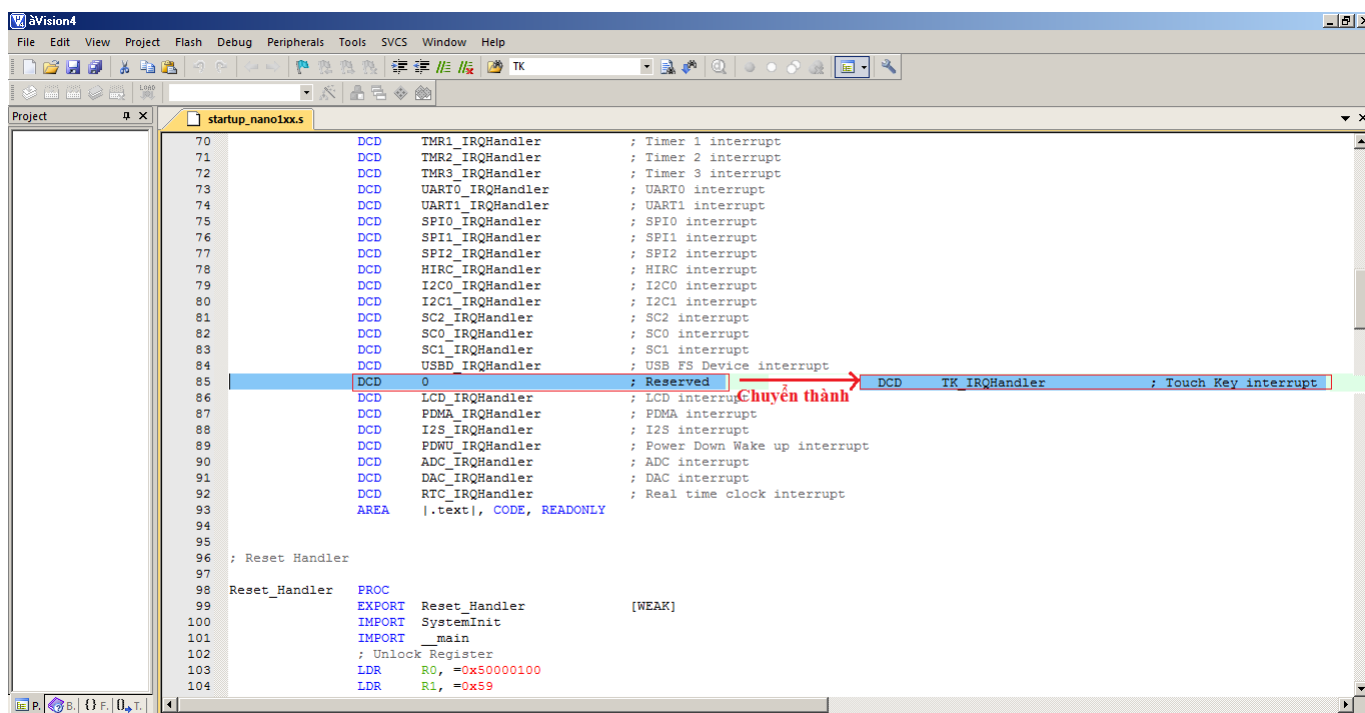 àVision4
File Edit View Project Flash Debug Peripherals Tools SVCS Window Help
TK
LOAD
Project
startup_nano1xx.s
70 DCD TMR1_IRQHandler ; Timer 1 interrupt
71 DCD TMR2_IRQHandler ; Timer 2 interrupt
72 DCD TMR3_IRQHandler ; Timer 3 interrupt
73 DCD UART0_IRQHandler ; UART0 interrupt
74 DCD UART1_IRQHandler ; UART1 interrupt
75 DCD SPI0_IRQHandler ; SPI0 interrupt
76 DCD SPI1_IRQHandler ; SPI1 interrupt
77 DCD SPI2_IRQHandler ; SPI2 interrupt
78 DCD HIRC_IRQHandler ; HIRC interrupt
79 DCD I2C0_IRQHandler ; I2C0 interrupt
80 DCD I2C1_IRQHandler ; I2C1 interrupt
81 DCD SC2_IRQHandler ; SC2 interrupt
82 DCD SC0_IRQHandler ; SC0 interrupt
83 DCD SC1_IRQHandler ; SC1 interrupt
84 DCD USBD_IRQHandler ; USB FS Device interrupt
85 DCD 0 ; Reserved DCD TK_IRQHandler ; Touch Key interrupt
Chuyển thành
86 DCD LCD_IRQHandler ; LCD interrupt
87 DCD PDMA_IRQHandler ; PDMA interrupt
88 DCD I2S_IRQHandler ; I2S interrupt
89 DCD PDWU_IRQHandler ; Power Down Wake up interrupt
90 DCD ADC_IRQHandler ; ADC interrupt
91 DCD DAC_IRQHandler ; DAC interrupt
92 DCD RTC_IRQHandler ; Real time clock interrupt
93 AREA |.text|, CODE, READONLY
94
95
96 ; Reset Handler
97
98 Reset_Handler PROC
99 EXPORT Reset_Handler [WEAK]
100 IMPORT SystemInit
101 IMPORT __main
102 ; Unlock Register
103 LDR R0, =0x50000100
104 LDR R1, =0x59
P. B. {} F. 0 T.